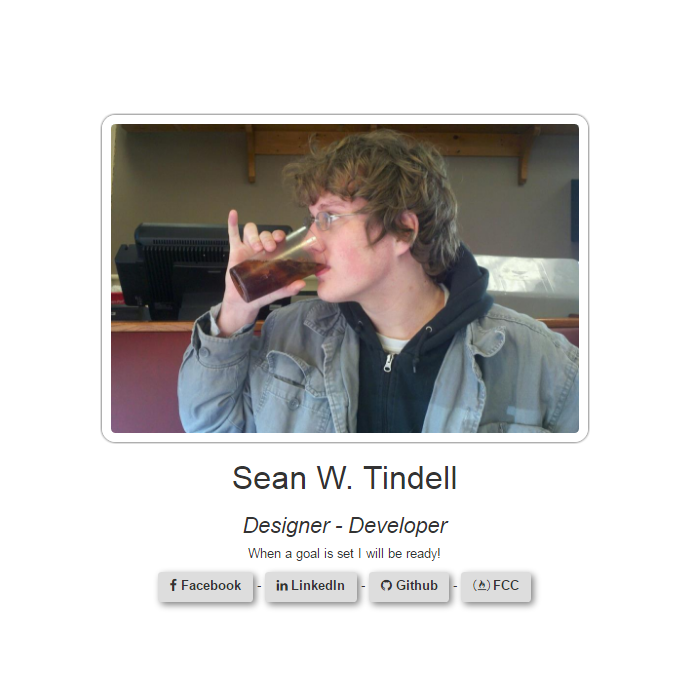 Sean W. Tindell
Designer - Developer
When a goal is set I will be ready!
Facebook - LinkedIn - Github - FCC